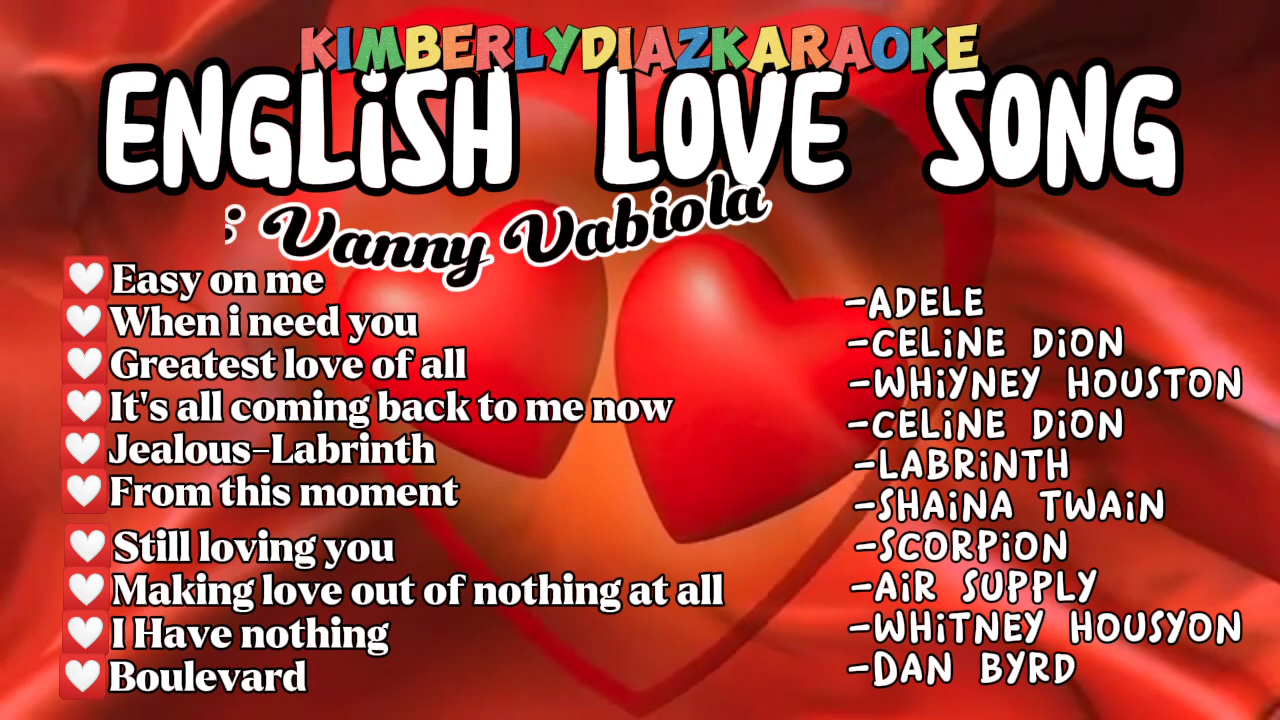 KIMBERLYDIAZKARAOKE
ENGLiSH LOVE SONG
: Vanny Vabiola
Easy on me
When i need you
Greatest love of all
It's all coming back to me now
Jealous-Labrinth
From this moment
Still loving you
Making love out of nothing at all
I Have nothing
Boulevard
-ADELE
-CELiNE DiON
-WHiYNEY HOUSTON
-CELiNE DiON
-LABRiNTH
-SHAiNA TWAiN
-SCORPiON
-AiR SUPPLY
-WHiTNEY HOUSYON
-DAN BYRD